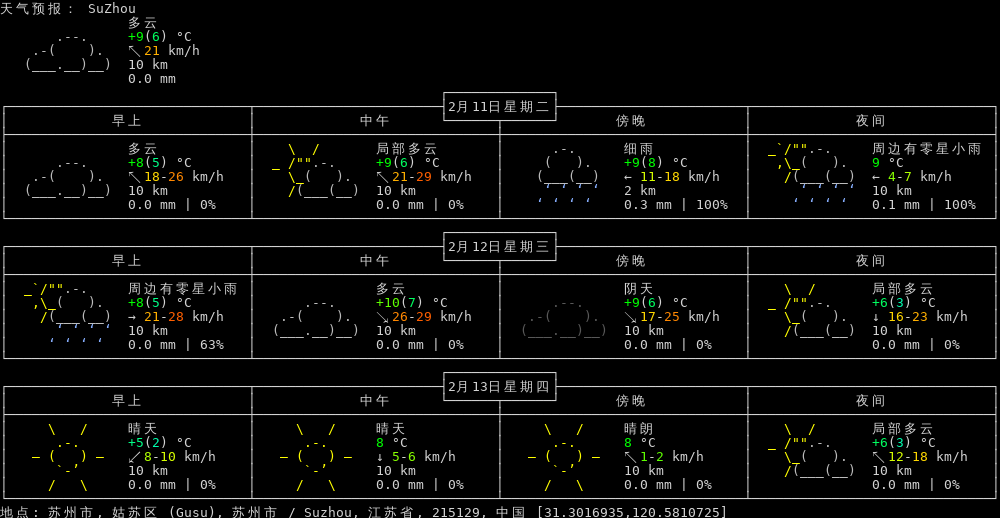 天气预报: SuZhou
多云
+9(6) °C
↖ 21 km/h
10 km
0.0 mm
2月11日星期二
早上 中午 傍晚 夜间
多云 局部多云 细雨 周边有零星小雨
+8(5) °C +9(6) °C +9(8) °C 9 °C
↖ 18-26 km/h ↖ 21-29 km/h ← 11-18 km/h ← 4-7 km/h
10 km 10 km 2 km 10 km
0.0 mm | 0% 0.0 mm | 0% 0.3 mm | 100% 0.1 mm | 100%
2月12日星期三
早上 中午 傍晚 夜间
周边有零星小雨 多云 阴天 局部多云
+8(5) °C +10(7) °C +9(6) °C +6(3) °C
→ 21-28 km/h ↘ 26-29 km/h ↘ 17-25 km/h ↓ 16-23 km/h
10 km 10 km 10 km 10 km
0.0 mm | 63% 0.0 mm | 0% 0.0 mm | 0% 0.0 mm | 0%
2月13日星期四
早上 中午 傍晚 夜间
晴天 晴天 晴朗 局部多云
+5(2) °C 8 °C 8 °C +6(3) °C
↙ 8-10 km/h ↓ 5-6 km/h ↖ 1-2 km/h ↖ 12-18 km/h
10 km 10 km 10 km 10 km
0.0 mm | 0% 0.0 mm | 0% 0.0 mm | 0% 0.0 mm | 0%
地点: 苏州市, 姑苏区 (Gusu), 苏州市 / Suzhou, 江苏省, 215129, 中国 [31.3016935,120.5810725]